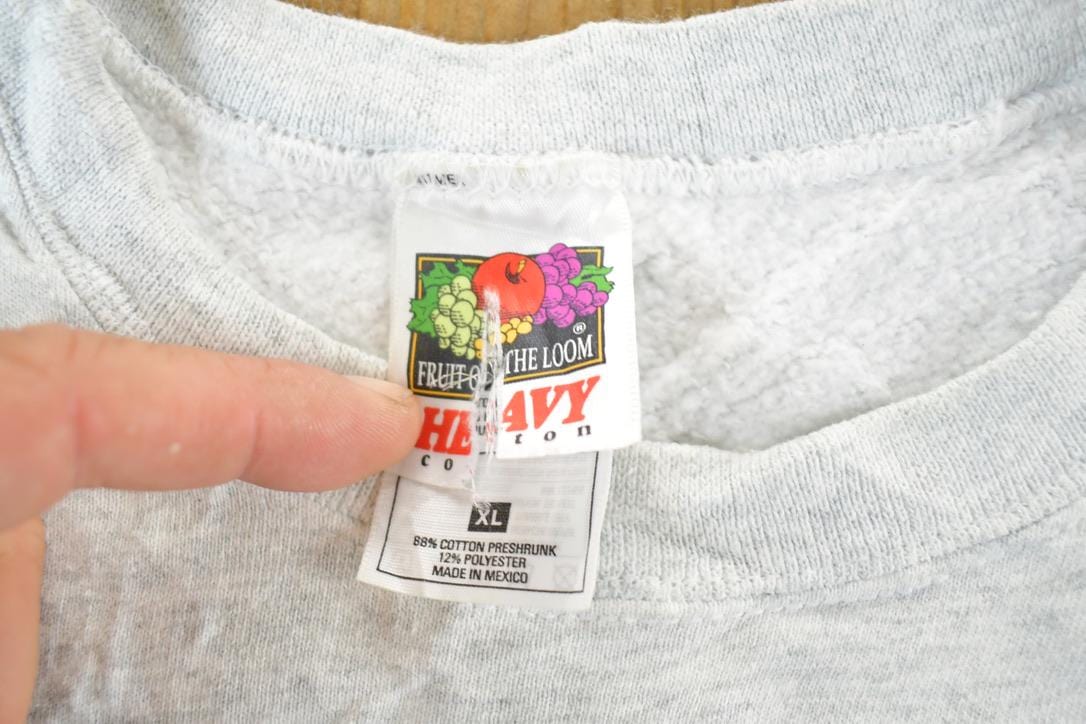 FRUIT OF THE LOOM ®
HEAVY
cotton
XL
88% COTTON PRESHRUNK
12% POLYESTER
MADE IN MEXICO